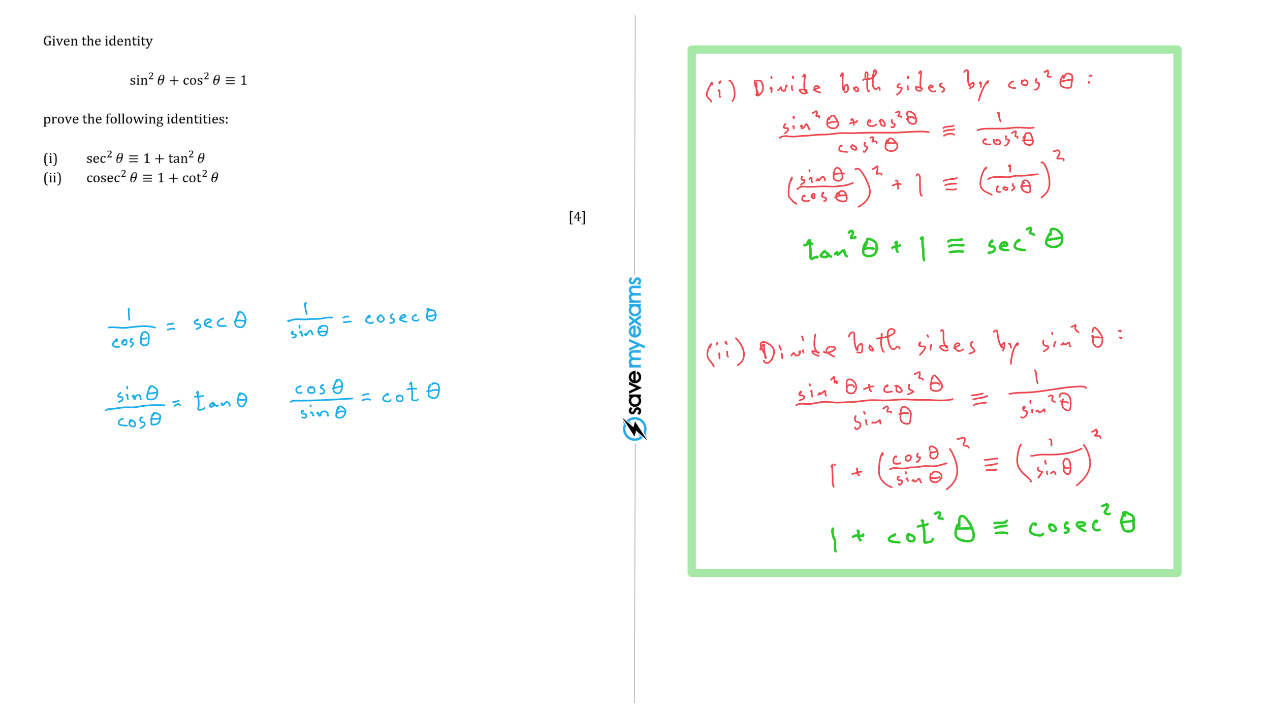 Given the identity
sin² θ + cos² θ ≡ 1
prove the following identities:
(i) sec² θ ≡ 1 + tan² θ
(ii) cosec² θ ≡ 1 + cot² θ
[4]
1/cos θ = sec θ    1/sin θ = cosec θ
sin θ/cos θ = tan θ    cos θ/sin θ = cot θ
save my exams
(i) Divide both sides by cos² θ :
(sin² θ + cos² θ)/cos² θ ≡ 1/cos² θ
(sin θ/cos θ)² + 1 ≡ (1/cos θ)²
tan² θ + 1 ≡ sec² θ
(ii) Divide both sides by sin² θ :
(sin² θ + cos² θ)/sin² θ ≡ 1/sin² θ
1 + (cos θ/sin θ)² ≡ (1/sin θ)²
1 + cot² θ ≡ cosec² θ